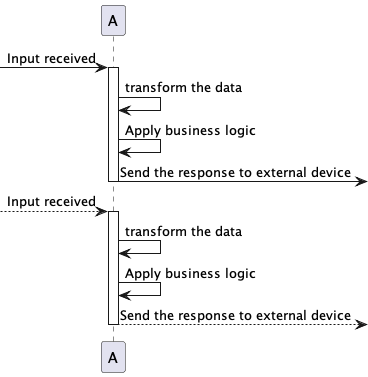 A
Input received
transform the data
Apply business logic
Send the response to external device
Input received
transform the data
Apply business logic
Send the response to external device
A